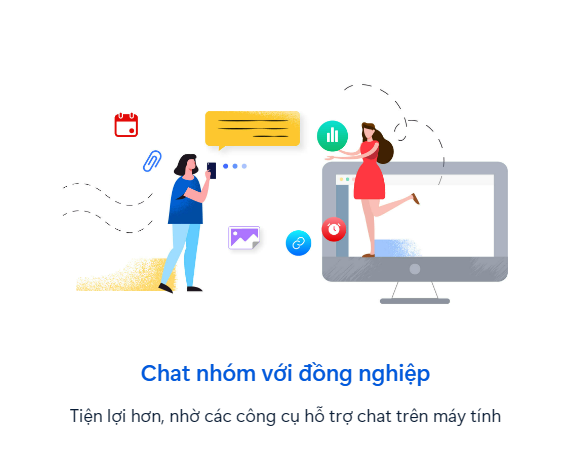 Chat nhóm với đồng nghiệp
Tiện lợi hơn, nhờ các công cụ hỗ trợ chat trên máy tính